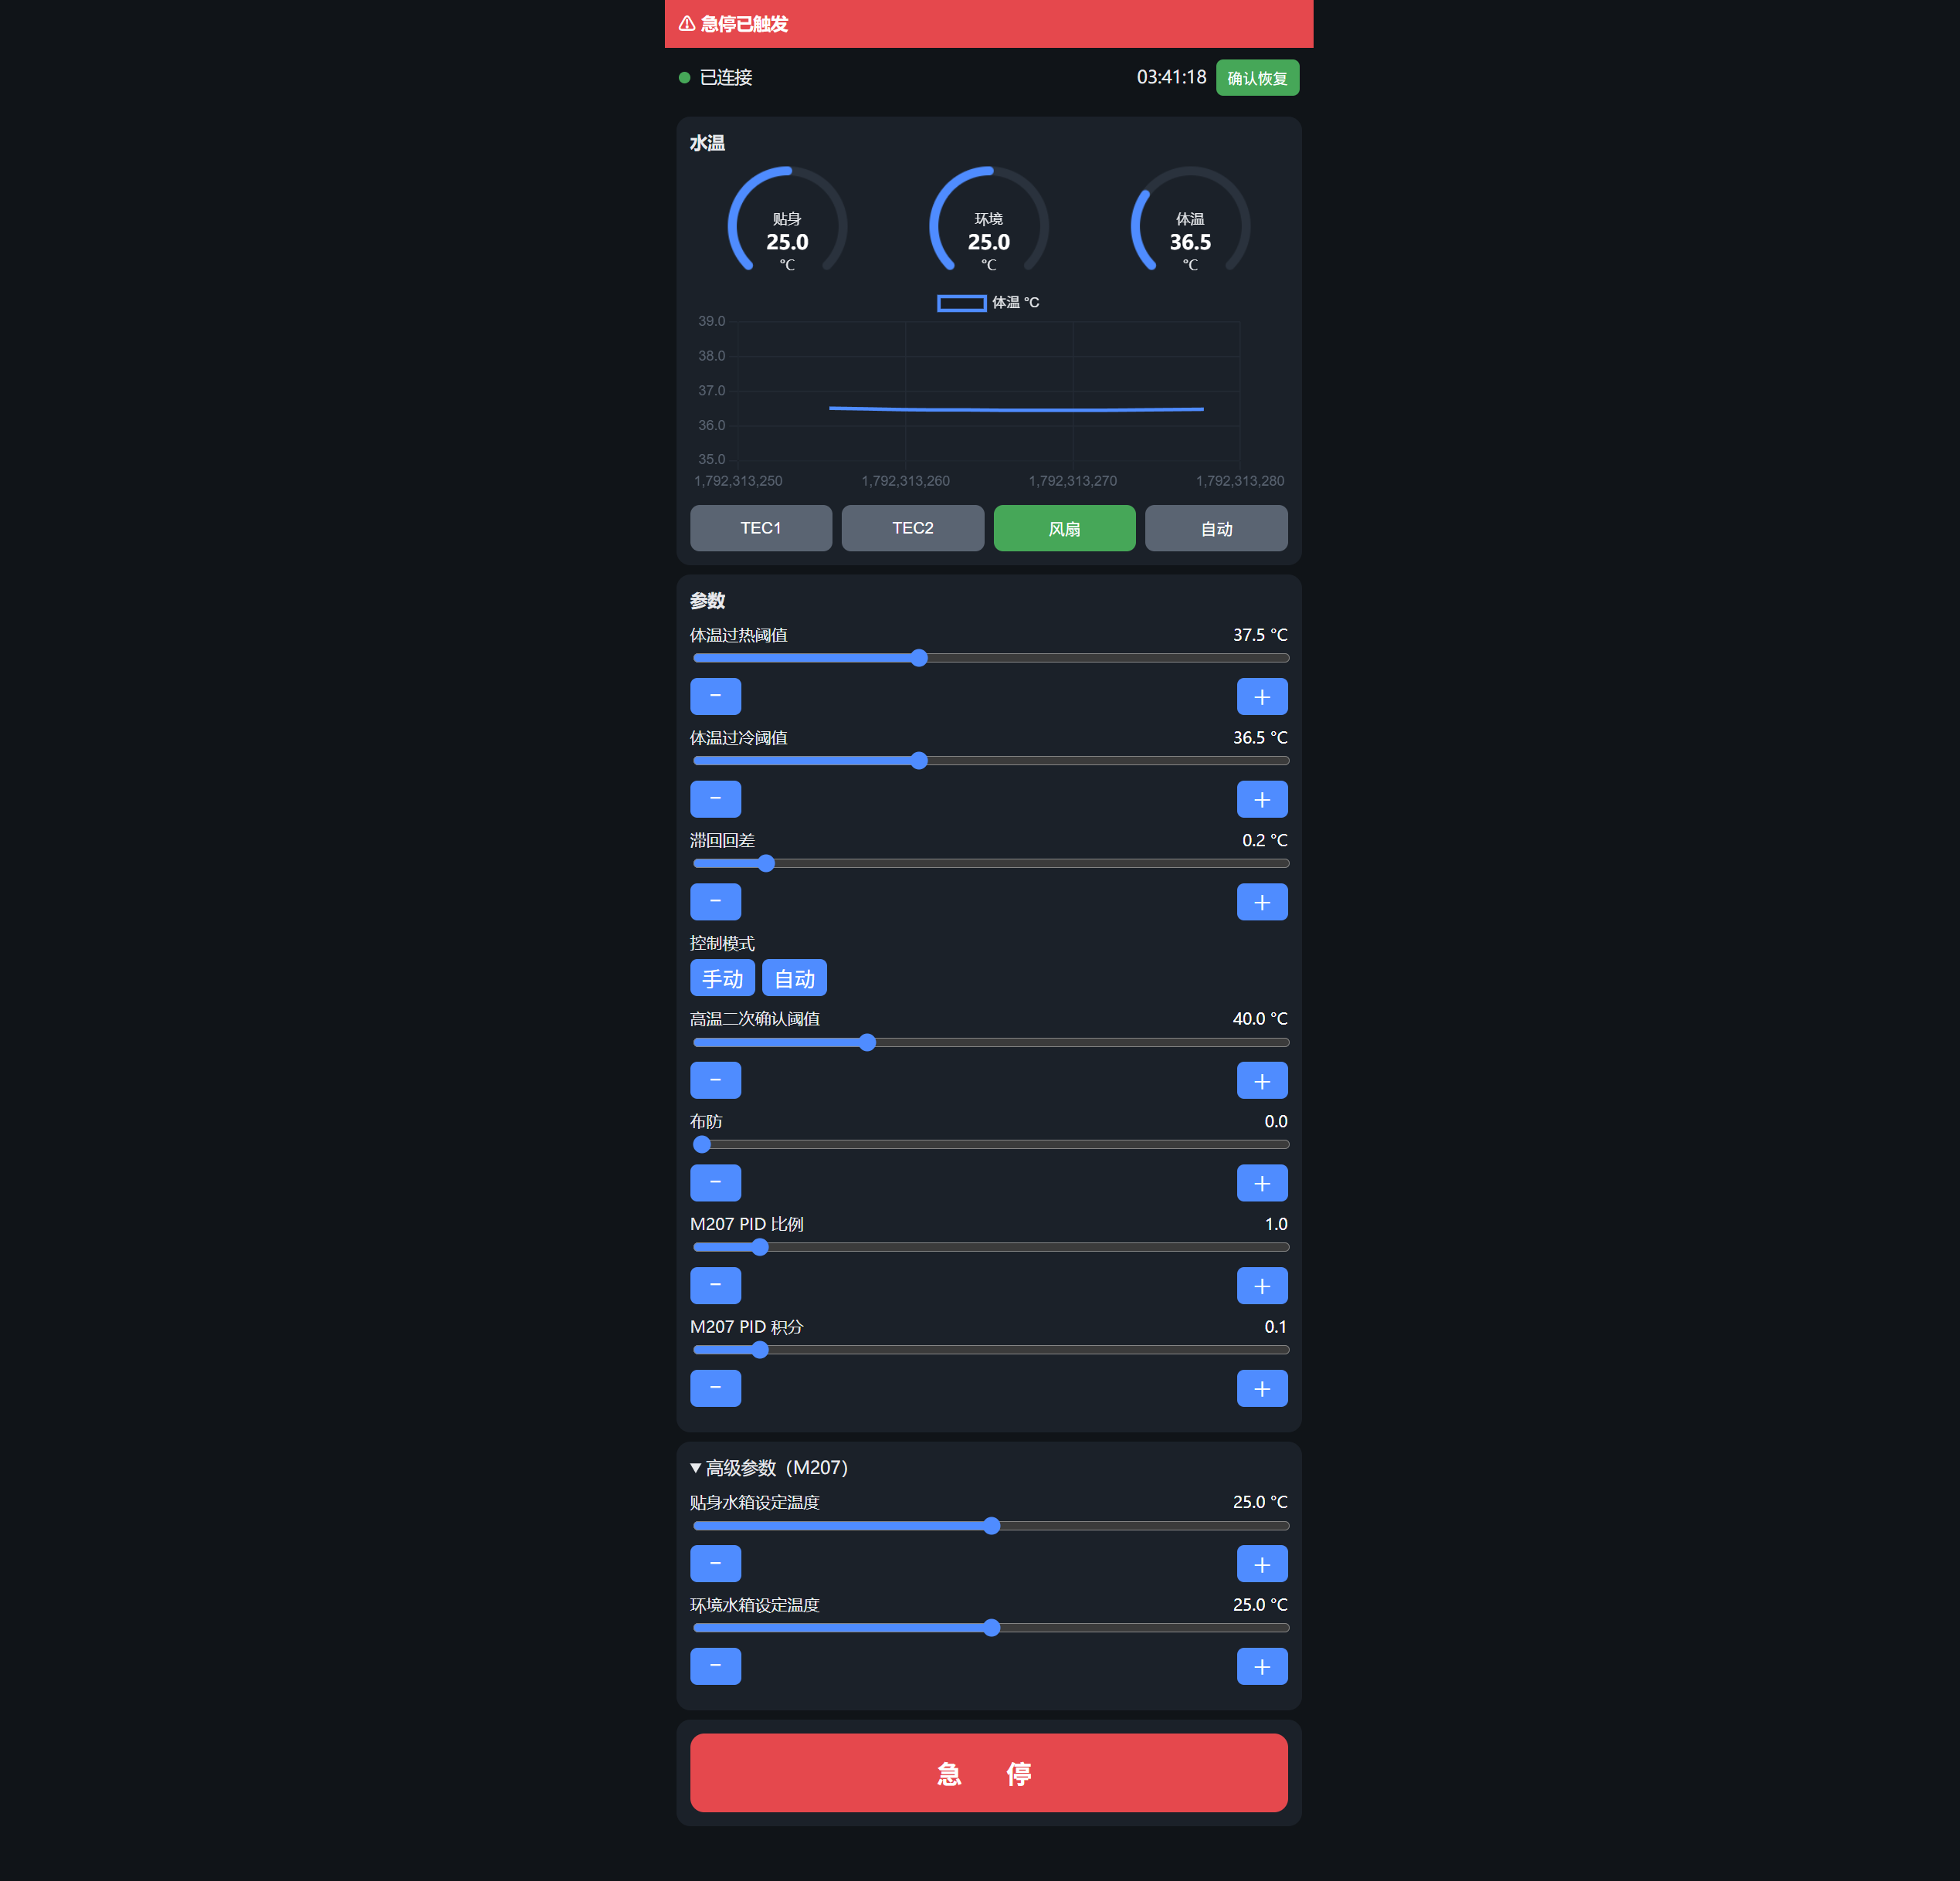 急停已触发
已连接 03:41:18 确认恢复
水温
贴身 25.0 °C
环境 25.0 °C
体温 36.5 °C
体温 °C
39.0
38.0
37.0
36.0
35.0
1,792,313,250 1,792,313,260 1,792,313,270 1,792,313,280
TEC1 TEC2 风扇 自动
参数
体温过热阈值 37.5 °C
− +
体温过冷阈值 36.5 °C
− +
滞回回差 0.2 °C
− +
控制模式
手动 自动
高温二次确认阈值 40.0 °C
− +
布防 0.0
− +
M207 PID 比例 1.0
− +
M207 PID 积分 0.1
− +
▼ 高级参数（M207）
贴身水箱设定温度 25.0 °C
− +
环境水箱设定温度 25.0 °C
− +
急 停